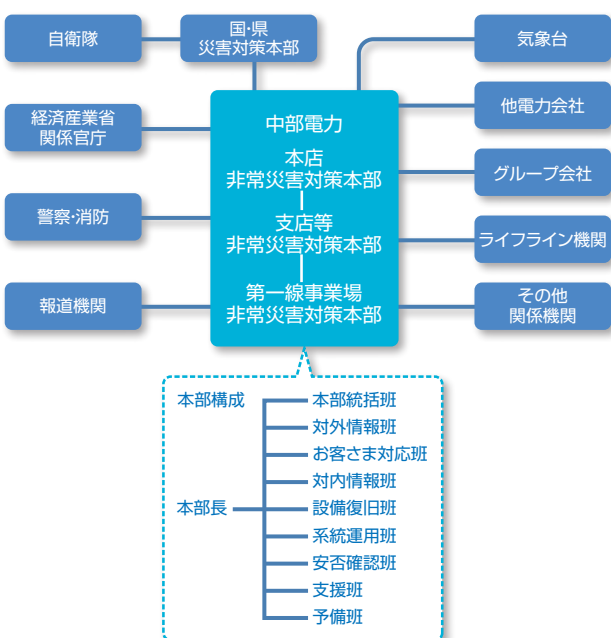 自衛隊
国・県
災害対策本部
気象台
経済産業省
関係官庁
他電力会社
グループ会社
警察・消防
ライフライン機関
報道機関
その他
関係機関
中部電力
本店
非常災害対策本部
支店等
非常災害対策本部
第一線事業場
非常災害対策本部
本部構成
本部長
本部統括班
対外情報班
お客さま対応班
対内情報班
設備復旧班
系統運用班
安否確認班
支援班
予備班